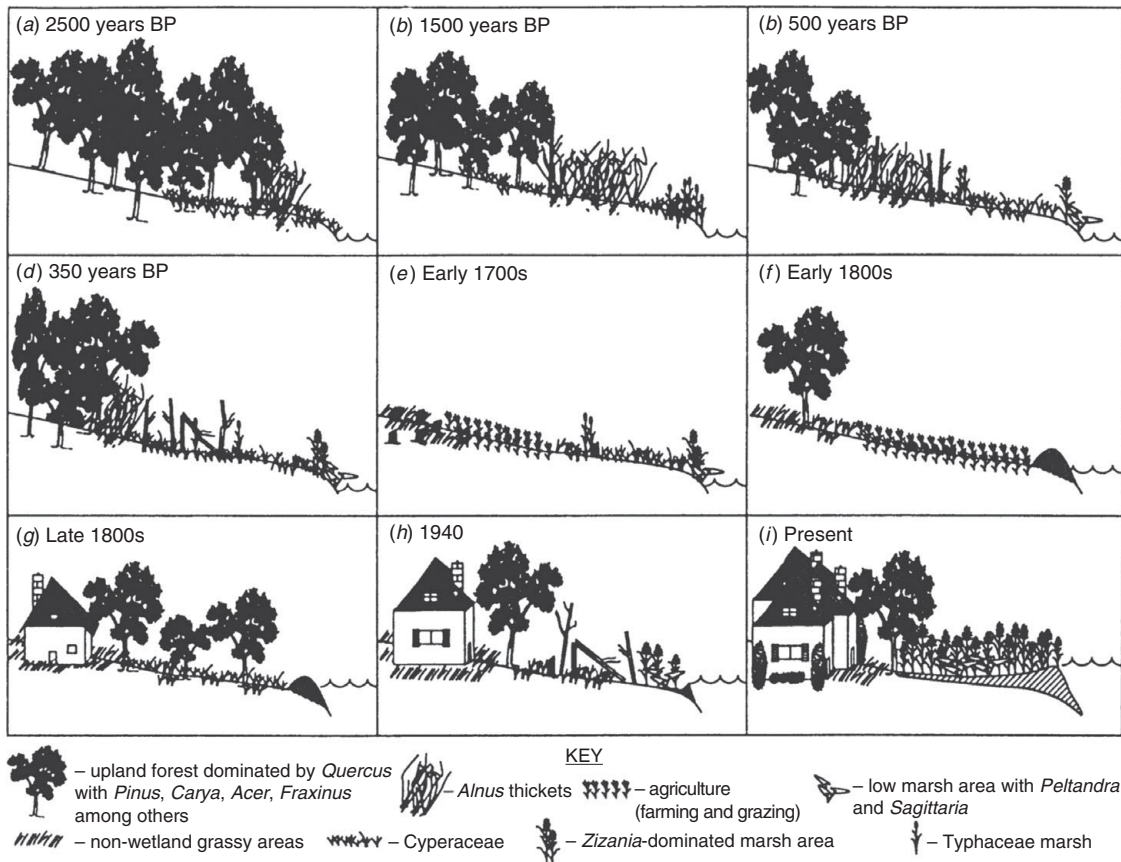 (a) 2500 years BP
(b) 1500 years BP
(b) 500 years BP
(d) 350 years BP
(e) Early 1700s
(f) Early 1800s
(g) Late 1800s
(h) 1940
(i) Present
KEY
– upland forest dominated by Quercus
with Pinus, Carya, Acer, Fraxinus
among others
– Alnus thickets
– agriculture
(farming and grazing)
– low marsh area with Peltandra
and Sagittaria
– non-wetland grassy areas
– Cyperaceae
– Zizania-dominated marsh area
– Typhaceae marsh